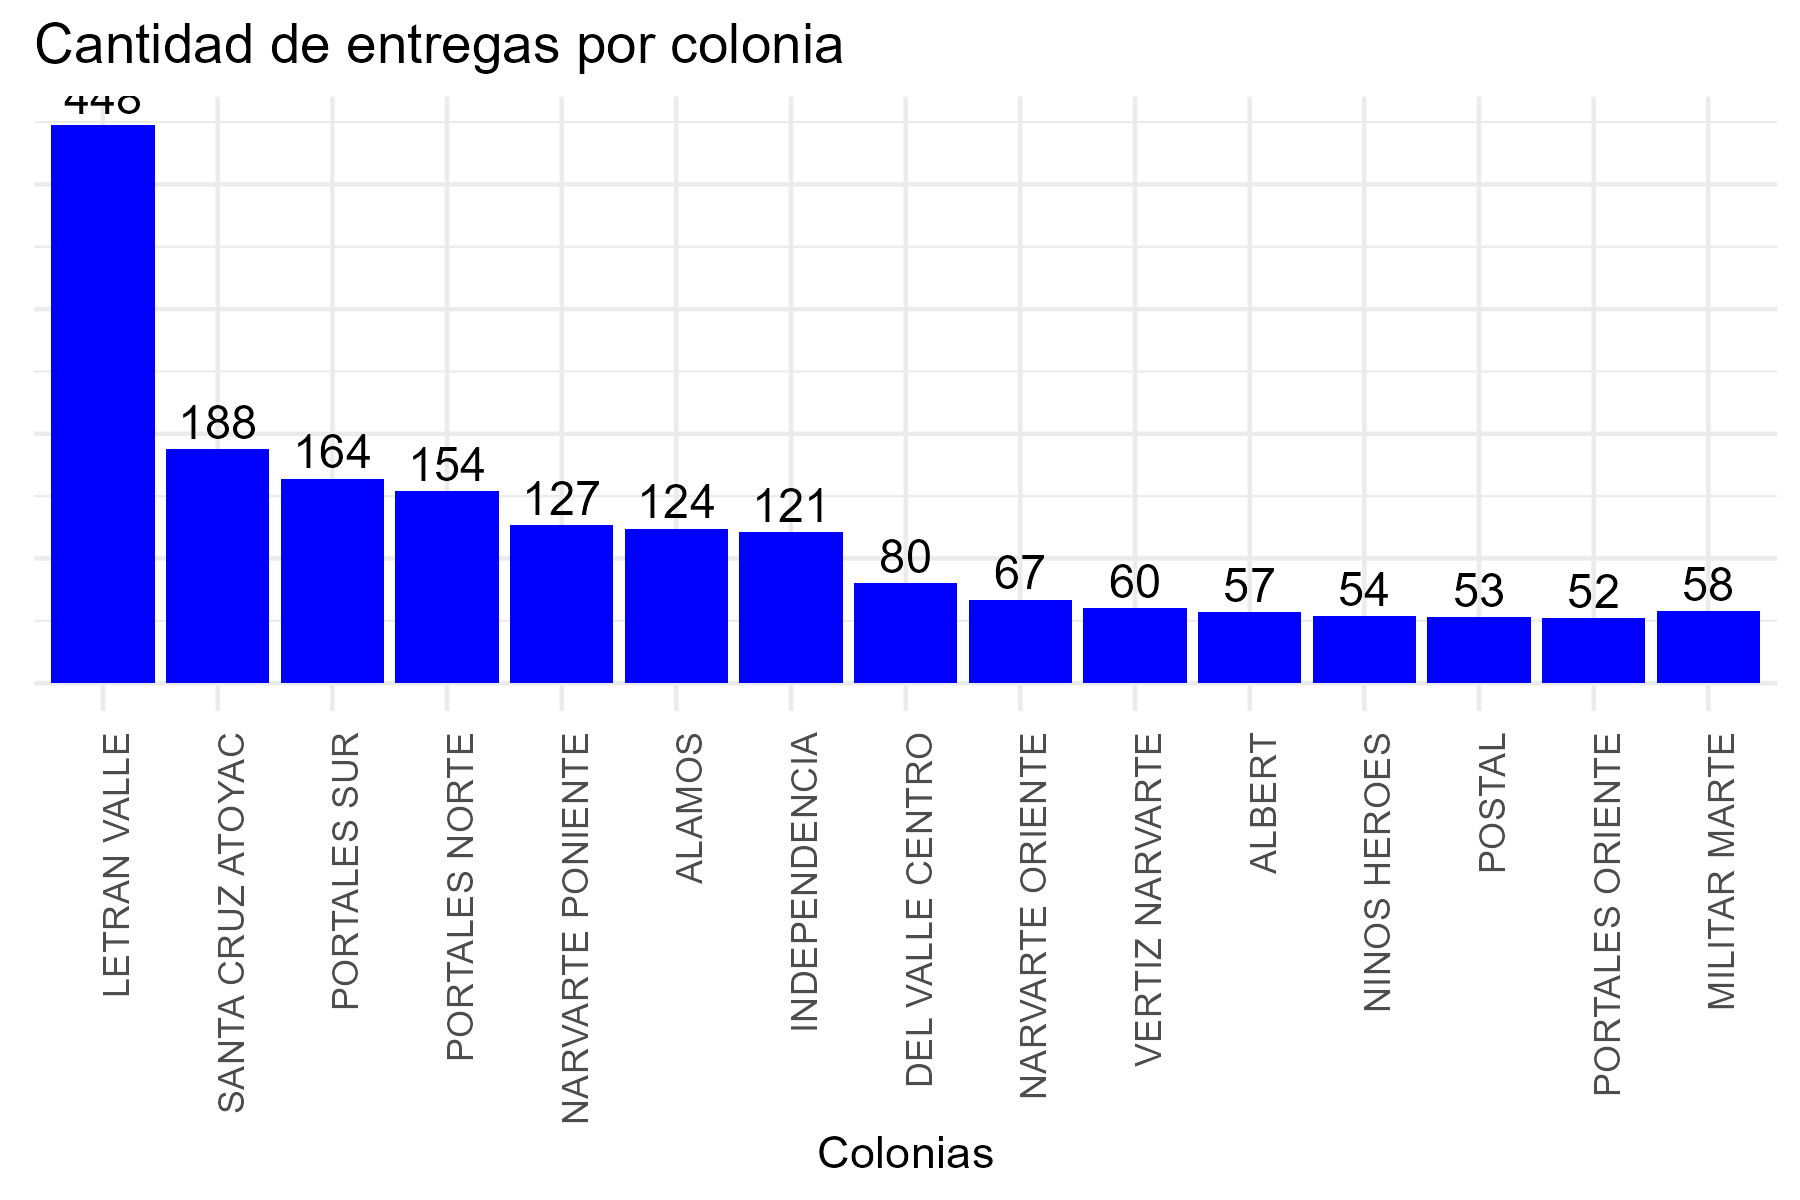 Cantidad de entregas por colonia
448
188
164
154
127
124
121
80
67
60
57
54
53
52
58
LETRAN VALLE
SANTA CRUZ ATOYAC
PORTALES SUR
PORTALES NORTE
NARVARTE PONIENTE
ALAMOS
INDEPENDENCIA
DEL VALLE CENTRO
NARVARTE ORIENTE
VERTIZ NARVARTE
ALBERT
NINOS HEROES
POSTAL
PORTALES ORIENTE
MILITAR MARTE
Colonias